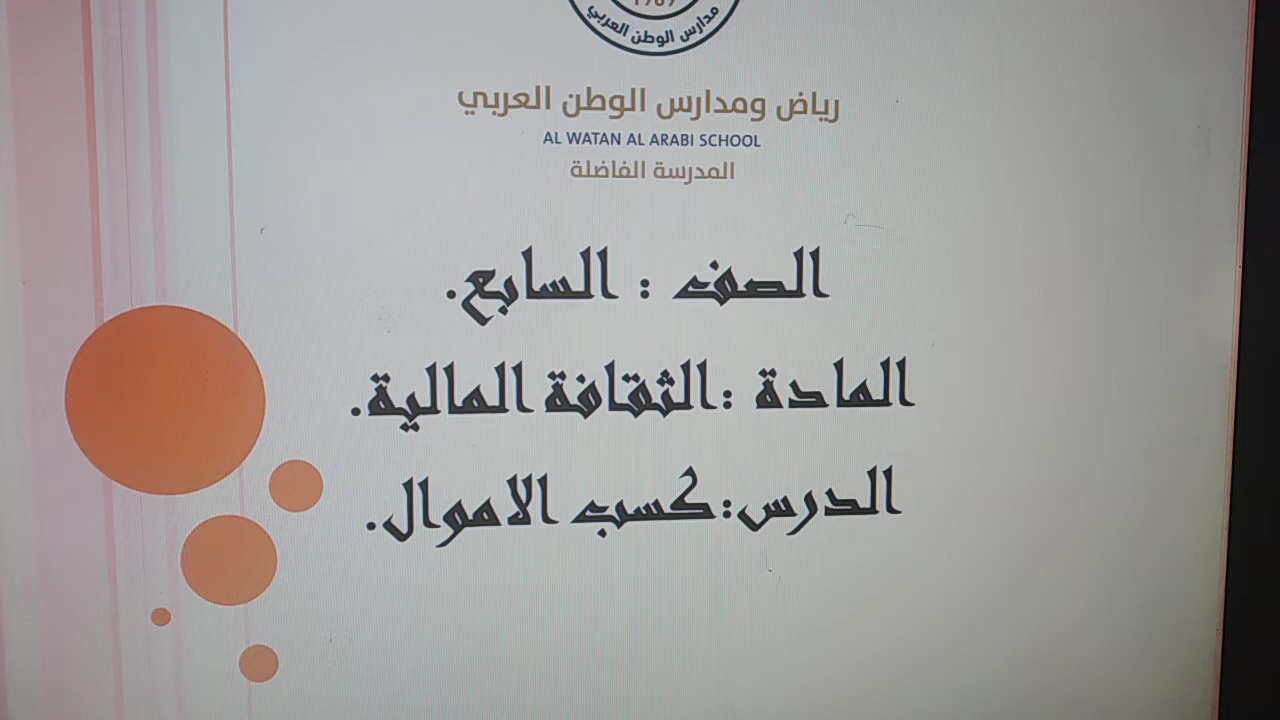 1989
مدارس الوطن العربي
رياض ومدارس الوطن العربي
AL WATAN AL ARABI SCHOOL
المدرسة الفاضلة
الصف : السابع.
المادة :الثقافة المالية.
الدرس:كسب الاموال.